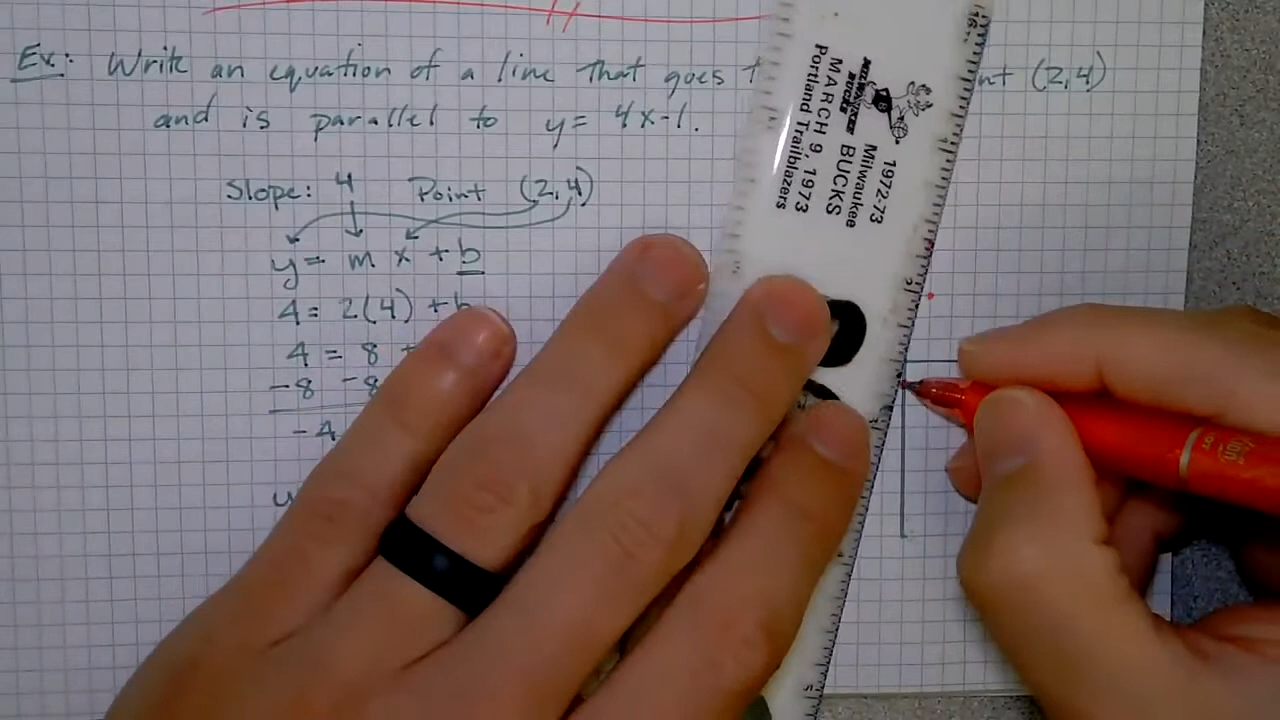 Ex: Write an equation of a line that goes (2,4)
and is parallel to y = 4x-1.
Slope: 4 Point (2,4)
y = m x + b
4 = 2(4) + b
4 = 8 +
-8 -8
-4
1972-73
Milwaukee
BUCKS
MARCH 9, 1973
Portland Trailblazers